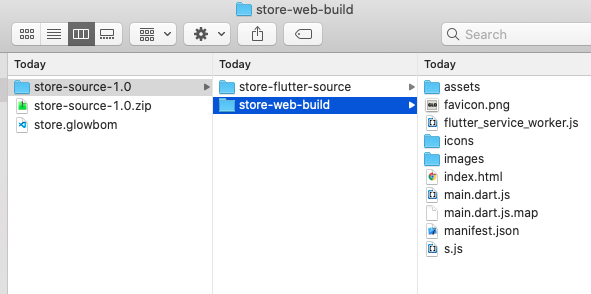 store-web-build
Search
Today
store-source-1.0
store-source-1.0.zip
store.glowbom
Today
store-flutter-source
store-web-build
Today
assets
favicon.png
flutter_service_worker.js
icons
images
index.html
main.dart.js
main.dart.js.map
manifest.json
s.js